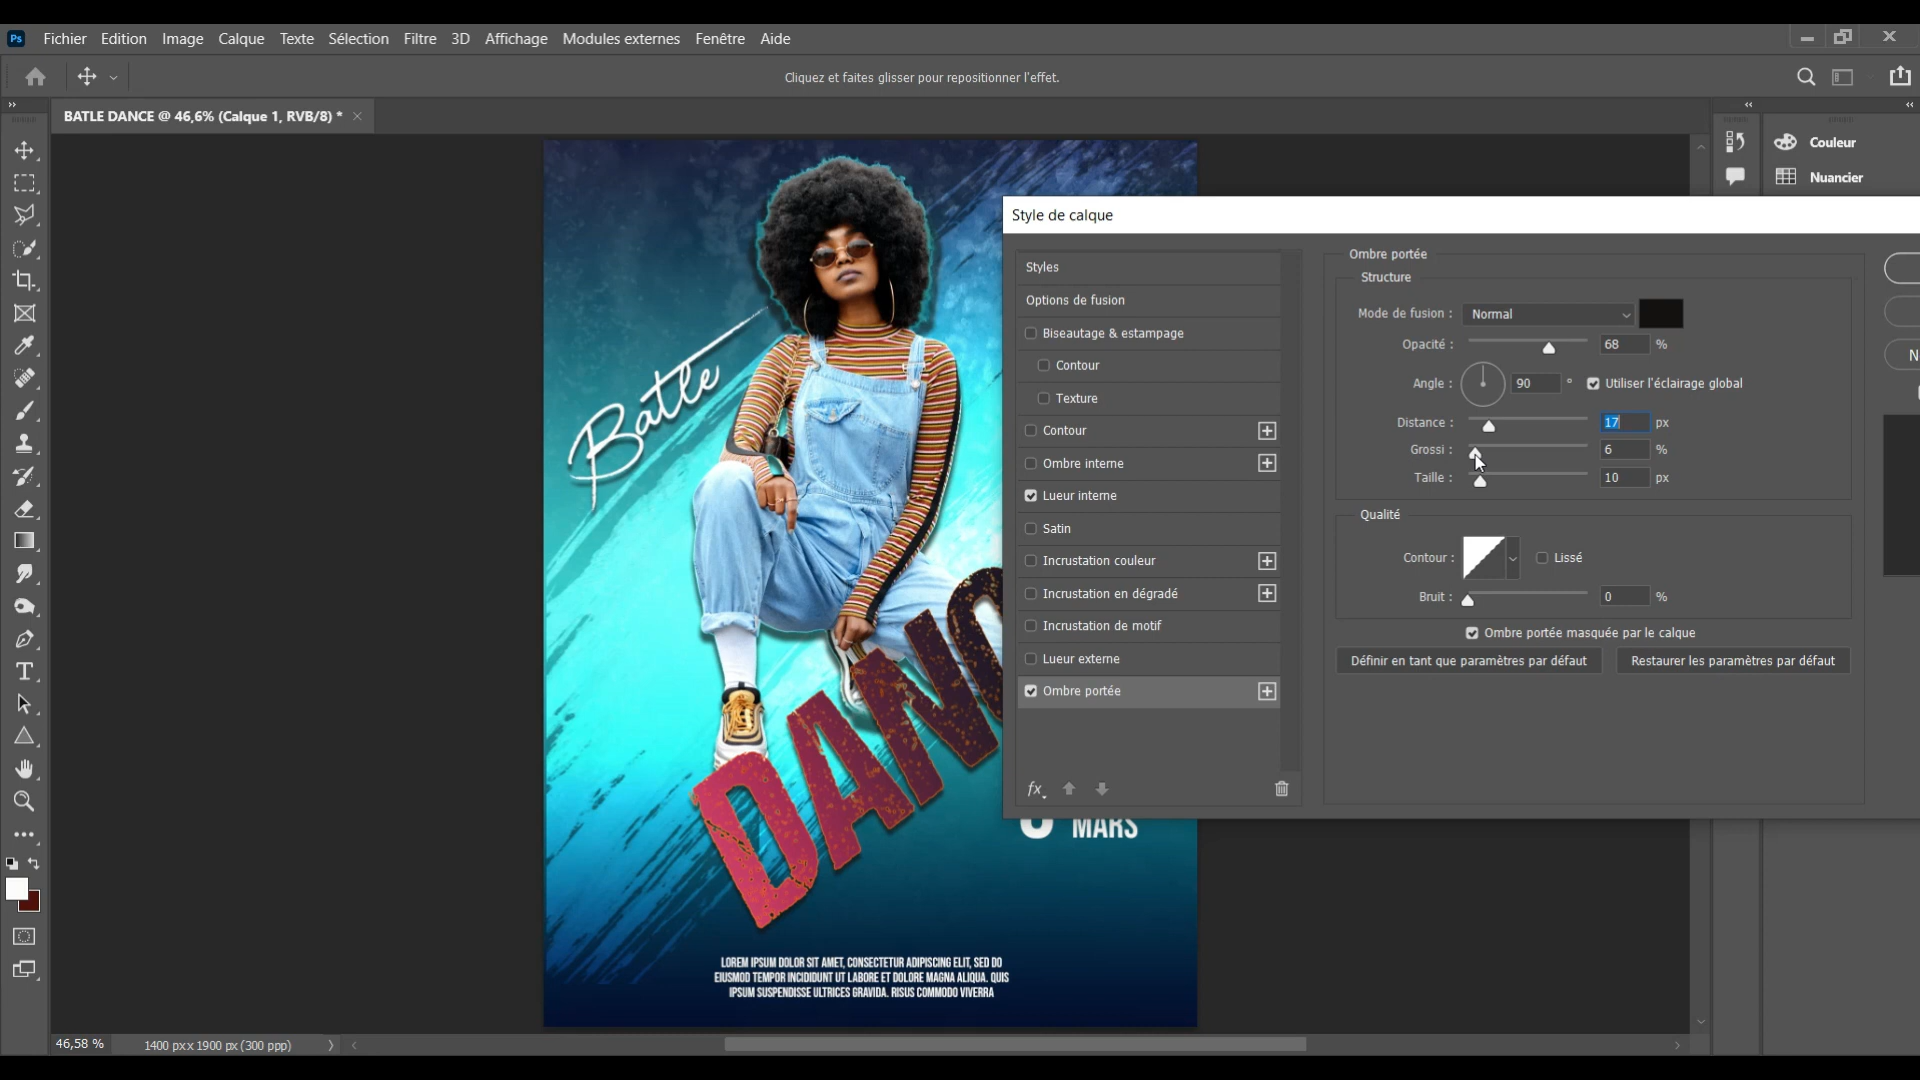 Ps Fichier Edition Image Calque Texte Sélection Filtre 3D Affichage Modules externes Fenêtre Aide
Cliquez et faites glisser pour repositionner l'effet.
BATLE DANCE @ 46,6% (Calque 1, RVB/8) *
Couleur
Nuancier
Style de calque
Styles
Options de fusion
Biseautage & estampage
Contour
Texture
Contour
Ombre interne
Lueur interne
Satin
Incrustation couleur
Incrustation en dégradé
Incrustation de motif
Lueur externe
Ombre portée
fx
Ombre portée
Structure
Mode de fusion : Normal
Opacité : 68 %
Angle : 90 ° Utiliser l'éclairage global
Distance : 17 px
Grossi : 6 %
Taille : 10 px
Qualité
Contour : Lissé
Bruit : 0 %
Ombre portée masquée par le calque
Définir en tant que paramètres par défaut Restaurer les paramètres par défaut
N
Batle
DANC
MARS
LOREM IPSUM DOLOR SIT AMET, CONSECTETUR ADIPISCING ELIT, SED DO
EIUSMOD TEMPOR INCIDIDUNT UT LABORE ET DOLORE MAGNA ALIQUA. QUIS
IPSUM SUSPENDISSE ULTRICES GRAVIDA. RISUS COMMODO VIVERRA
46,58 % 1400 px x 1900 px (300 ppp)